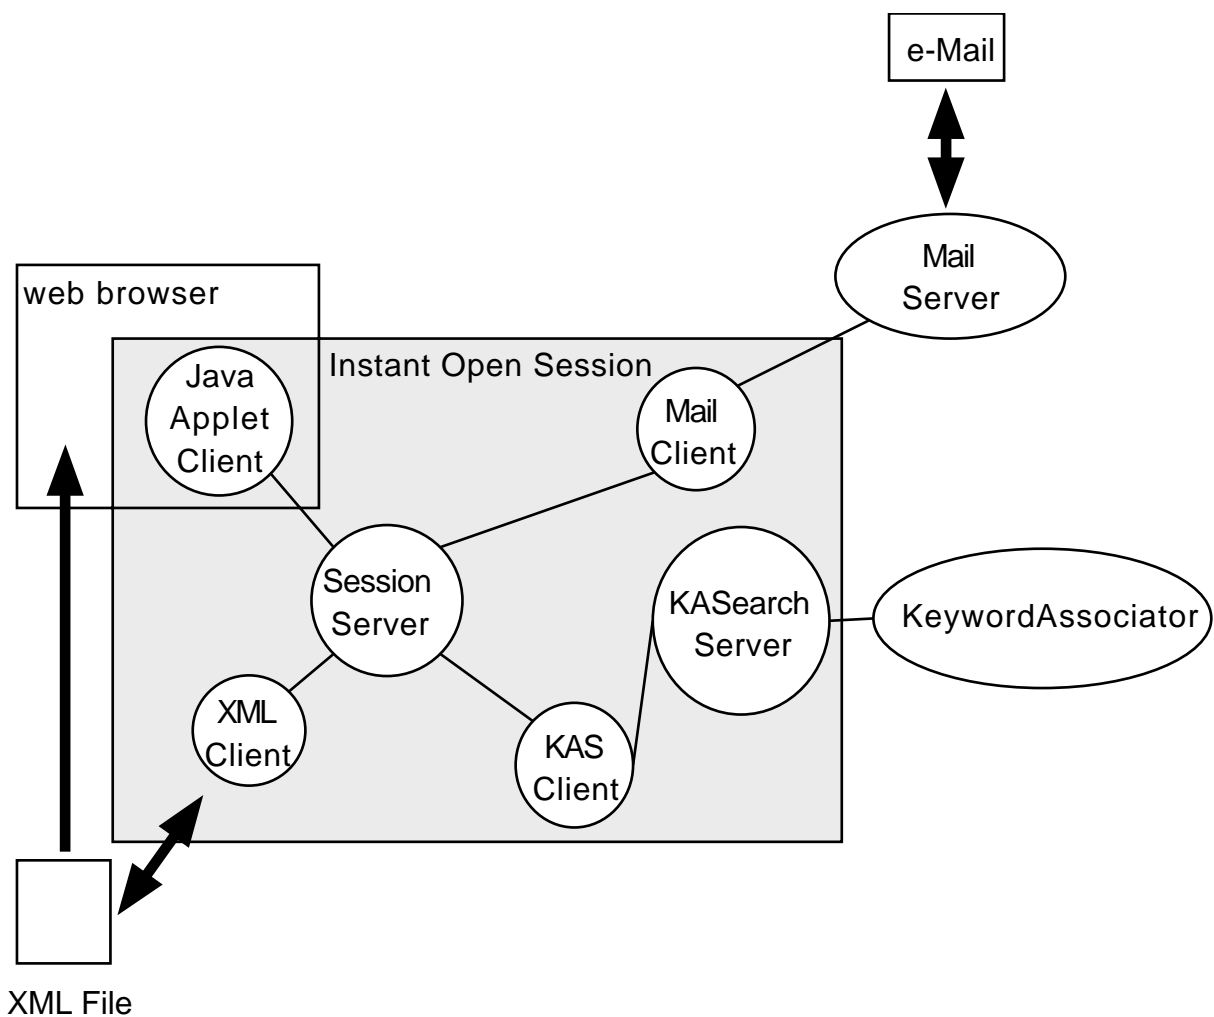 e-Mail
Mail
Server
web browser
Instant Open Session
Java
Applet
Client
Mail
Client
Session
Server
KASearch
Server
KeywordAssociator
XML
Client
KAS
Client
XML File